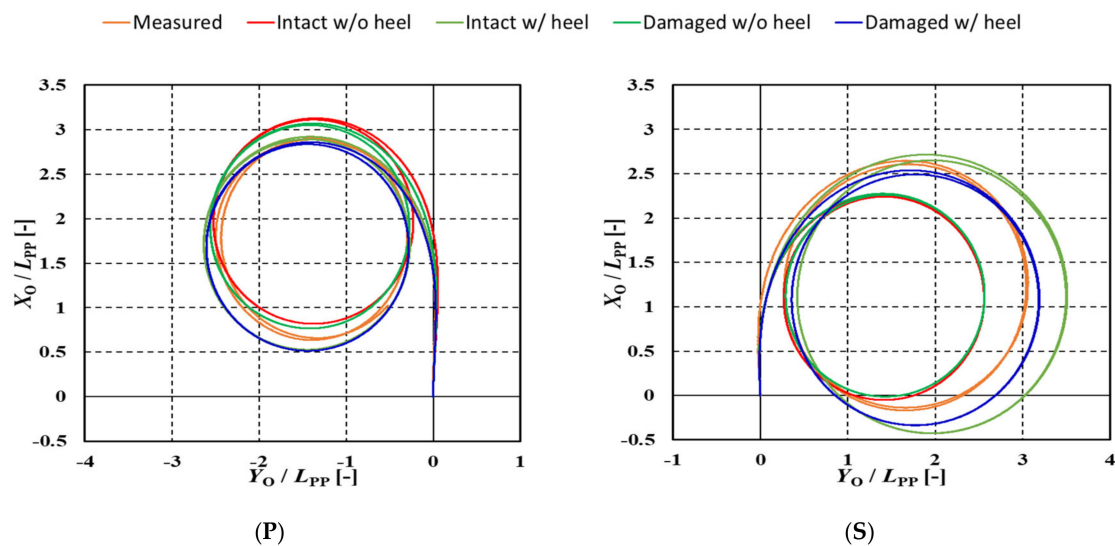 Measured Intact w/o heel Intact w/ heel Damaged w/o heel Damaged w/ heel
3.5
3
2.5
2
1.5
1
0.5
0
-0.5
X_O / L_PP [-]
-4 -3 -2 -1 0 1
Y_O / L_PP [-]
(P)
3.5
3
2.5
2
1.5
1
0.5
0
-0.5
X_O / L_PP [-]
-1 0 1 2 3 4
Y_O / L_PP [-]
(S)